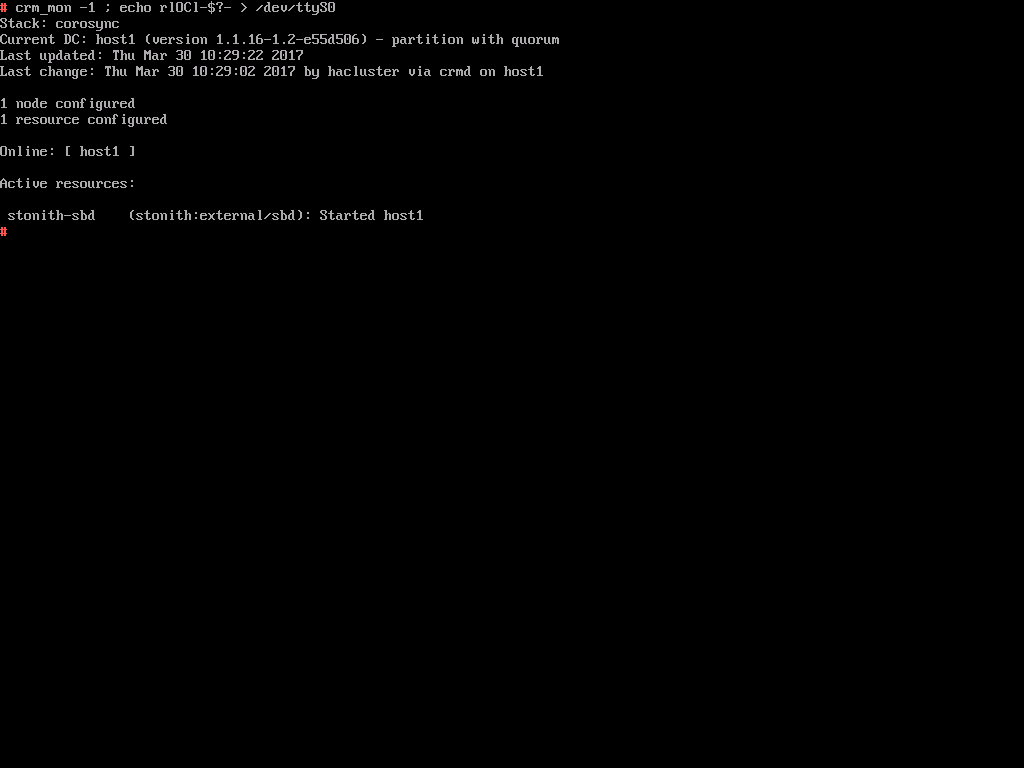 # crm_mon -1 ; echo rlOCl-$?- > /dev/ttyS0
Stack: corosync
Current DC: host1 (version 1.1.16-1.2-e55d506) - partition with quorum
Last updated: Thu Mar 30 10:29:22 2017
Last change: Thu Mar 30 10:29:02 2017 by hacluster via crmd on host1
1 node configured
1 resource configured
Online: [ host1 ]
Active resources:
stonith-sbd    (stonith:external/sbd): Started host1
#